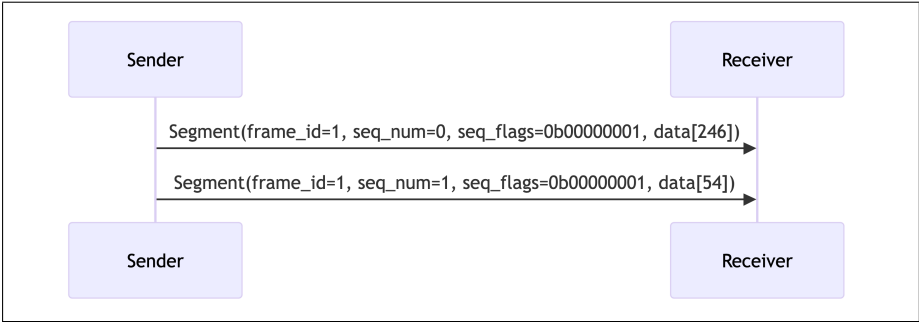 Sender Receiver
Segment(frame_id=1, seq_num=0, seq_flags=0b00000001, data[246])
Segment(frame_id=1, seq_num=1, seq_flags=0b00000001, data[54])
Sender Receiver